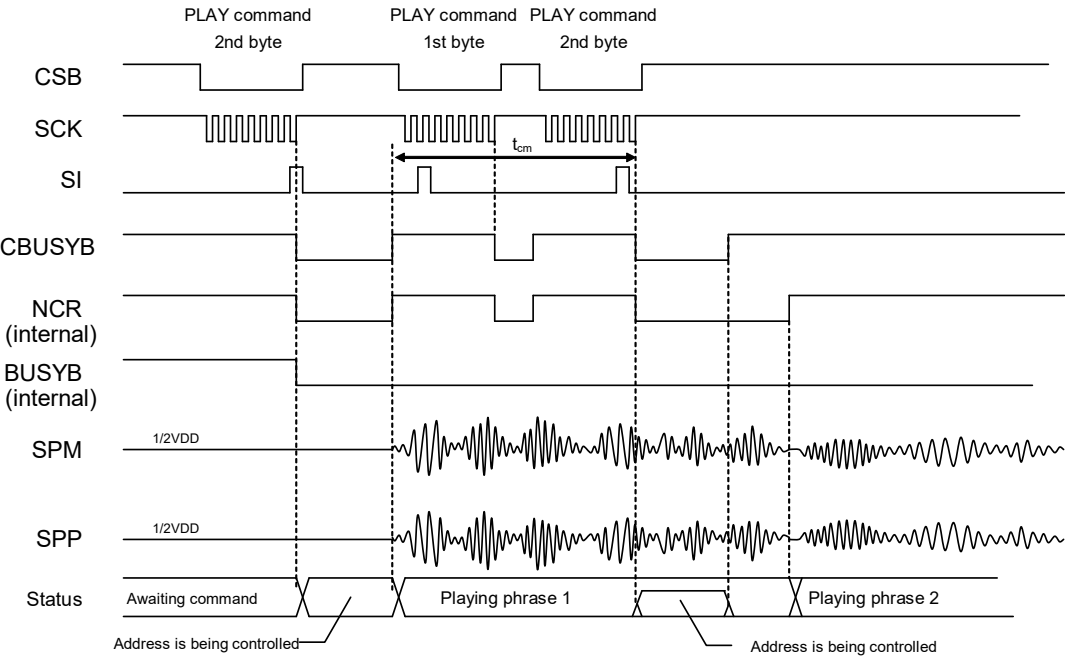 PLAY command PLAY command PLAY command
2nd byte 1st byte 2nd byte
CSB
SCK
tcm
SI
CBUSYB
NCR
(internal)
BUSYB
(internal)
1/2VDD
SPM
1/2VDD
SPP
Status Awaiting command Playing phrase 1 Playing phrase 2
Address is being controlled Address is being controlled